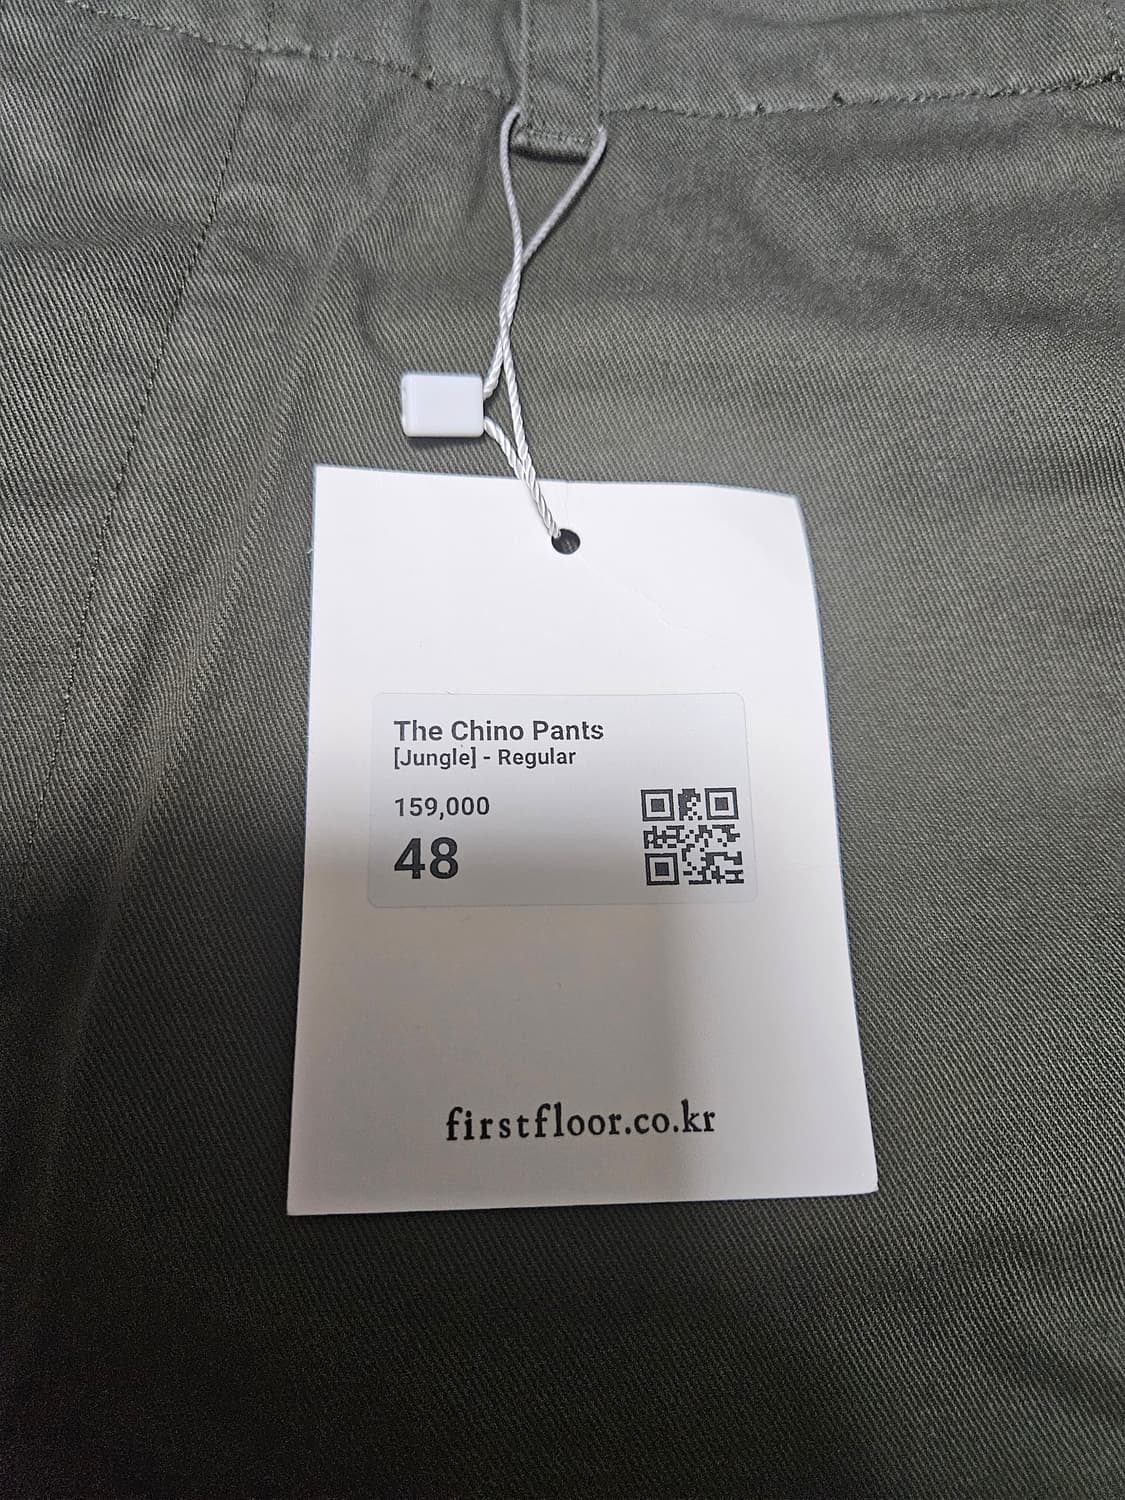 The Chino Pants
[Jungle] - Regular
159,000
48
firstfloor.co.kr